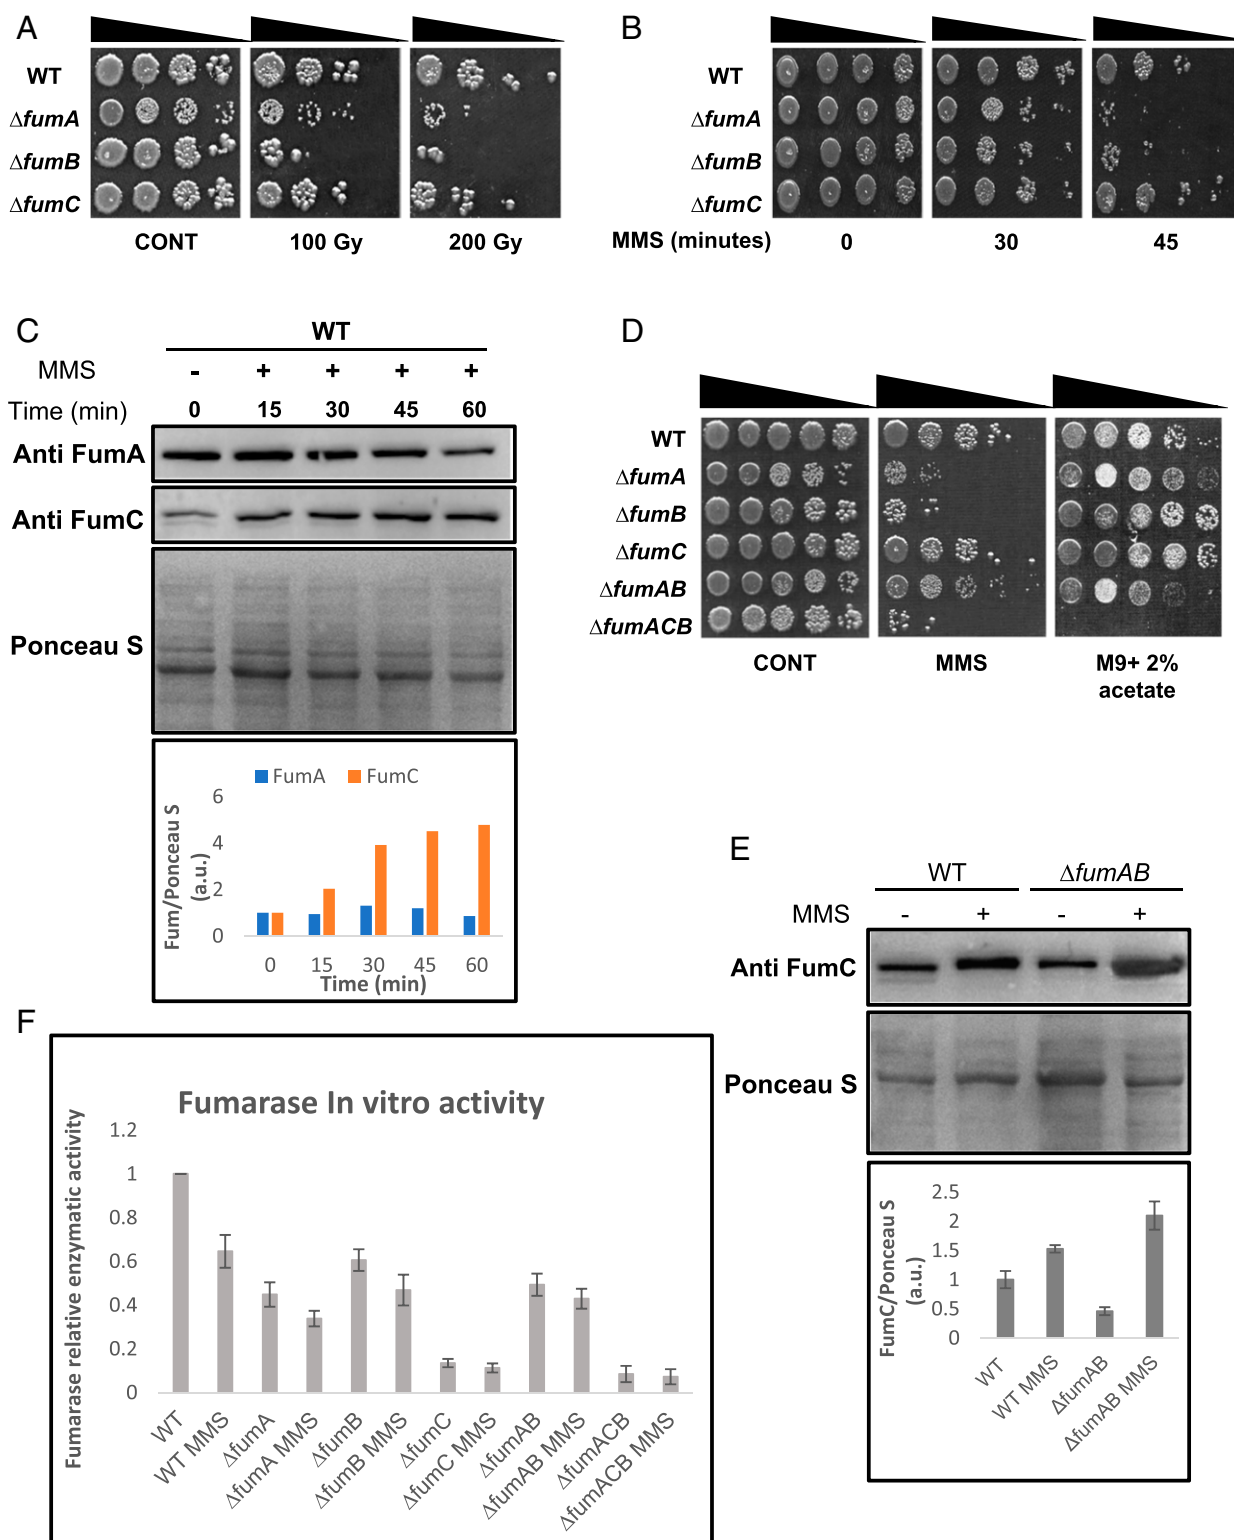 A
WT
ΔfumA
ΔfumB
ΔfumC
CONT 100 Gy 200 Gy
B
WT
ΔfumA
ΔfumB
ΔfumC
MMS (minutes) 0 30 45
C
WT
MMS - + + + +
Time (min) 0 15 30 45 60
Anti FumA
Anti FumC
Ponceau S
FumA FumC
Fum/Ponceau S
(a.u.)
6
4
2
0
0 15 30 45 60
Time (min)
D
WT
ΔfumA
ΔfumB
ΔfumC
ΔfumAB
ΔfumACB
CONT MMS M9+ 2%
acetate
E
WT ΔfumAB
MMS - + - +
Anti FumC
Ponceau S
FumC/Ponceau S
(a.u.)
2.5
2
1.5
1
0.5
0
WT
WT MMS
ΔfumAB
ΔfumAB MMS
F
Fumarase In vitro activity
Fumarase relative enzymatic activity
1.2
1
0.8
0.6
0.4
0.2
0
WT
WT MMS
ΔfumA
ΔfumA MMS
ΔfumB
ΔfumB MMS
ΔfumC
ΔfumC MMS
ΔfumAB
ΔfumAB MMS
ΔfumACB
ΔfumACB MMS